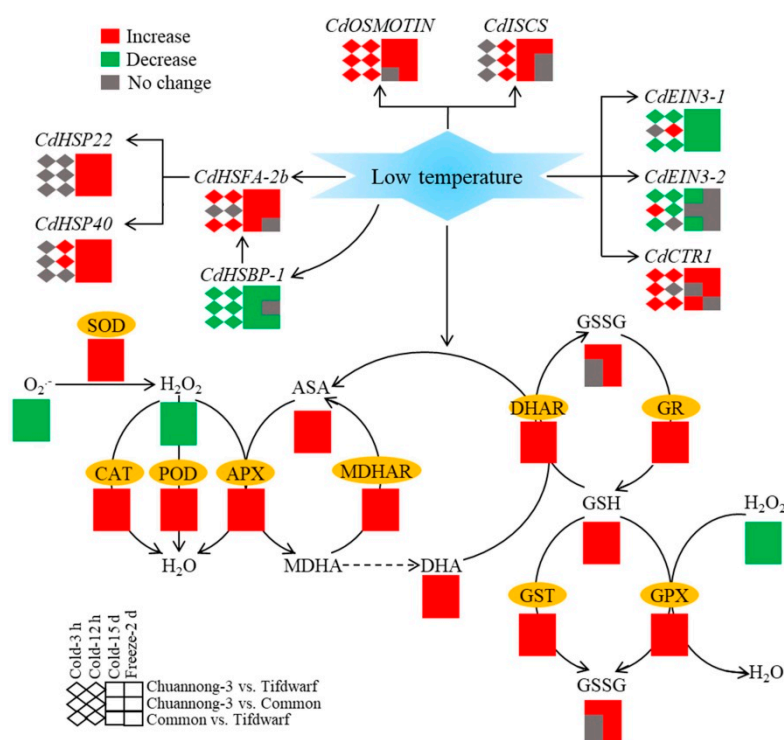 Increase
Decrease
No change
CdOSMOTIN
CdISCS
CdHSP22
CdHSFA-2b
Low temperature
CdEIN3-1
CdEIN3-2
CdHSP40
CdHSBP-1
CdCTR1
SOD
GSSG
O₂·-
H₂O₂
ASA
DHAR
GR
CAT
POD
APX
MDHAR
GSH
H₂O₂
H₂O
MDHA
DHA
GST
GPX
GSSG
H₂O
Cold-3 h
Cold-12 h
Cold-15 d
Freeze-2 d
Chuannong-3 vs. Tifdwarf
Chuannong-3 vs. Common
Common vs. Tifdwarf